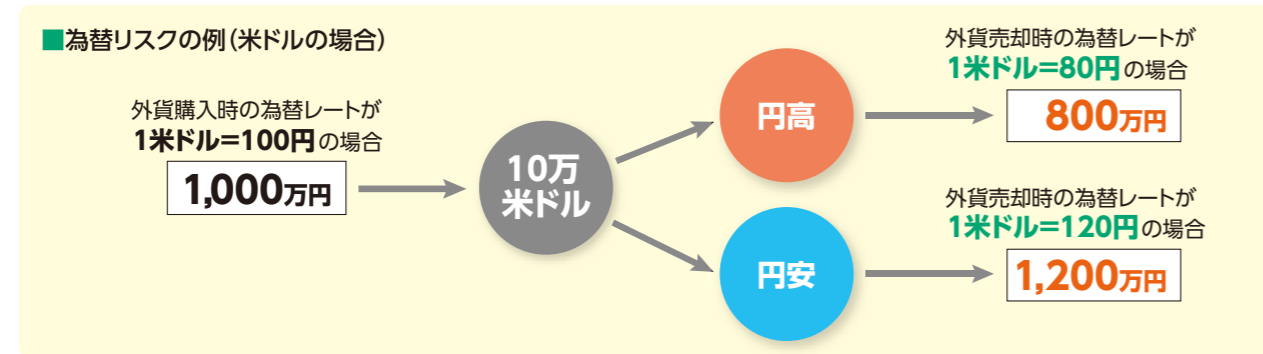 ■為替リスクの例（米ドルの場合）
外貨購入時の為替レートが
1米ドル=100円の場合
1,000万円
10万
米ドル
円高
外貨売却時の為替レートが
1米ドル=80円の場合
800万円
円安
外貨売却時の為替レートが
1米ドル=120円の場合
1,200万円